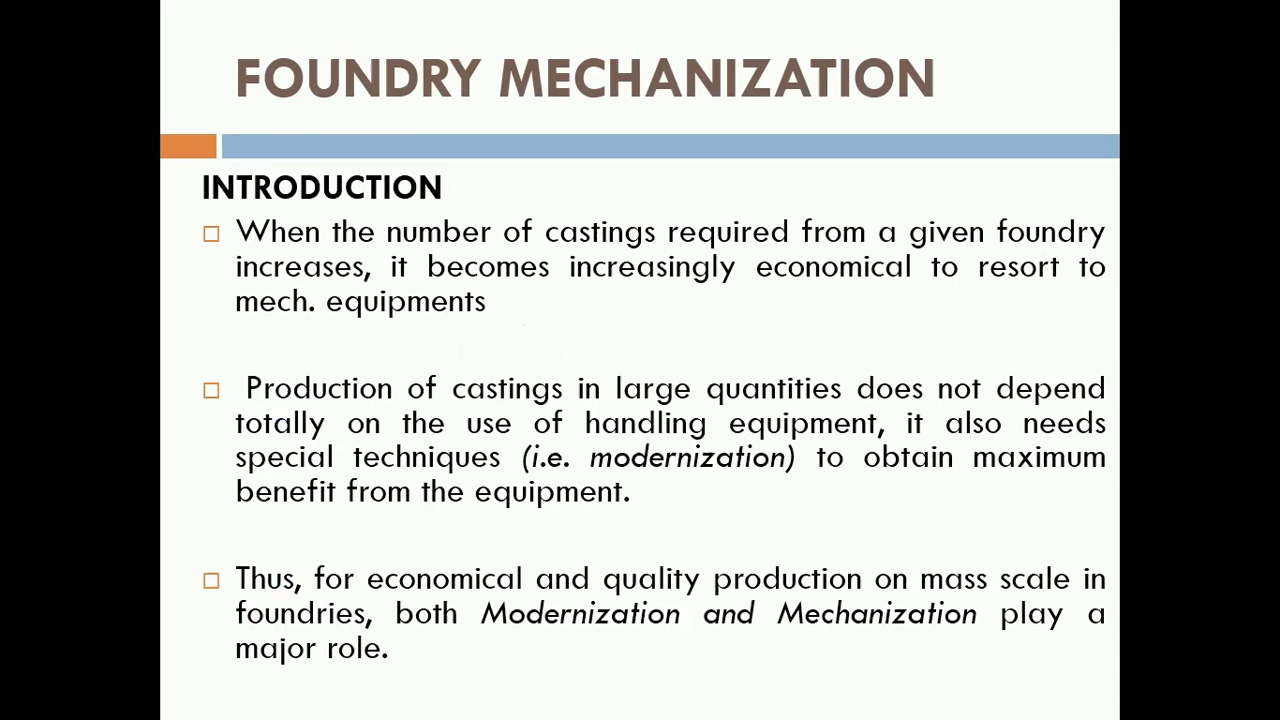 FOUNDRY MECHANIZATION
INTRODUCTION
When the number of castings required from a given foundry
increases, it becomes increasingly economical to resort to
mech. equipments
Production of castings in large quantities does not depend
totally on the use of handling equipment, it also needs
special techniques (i.e. modernization) to obtain maximum
benefit from the equipment.
Thus, for economical and quality production on mass scale in
foundries, both Modernization and Mechanization play a
major role.